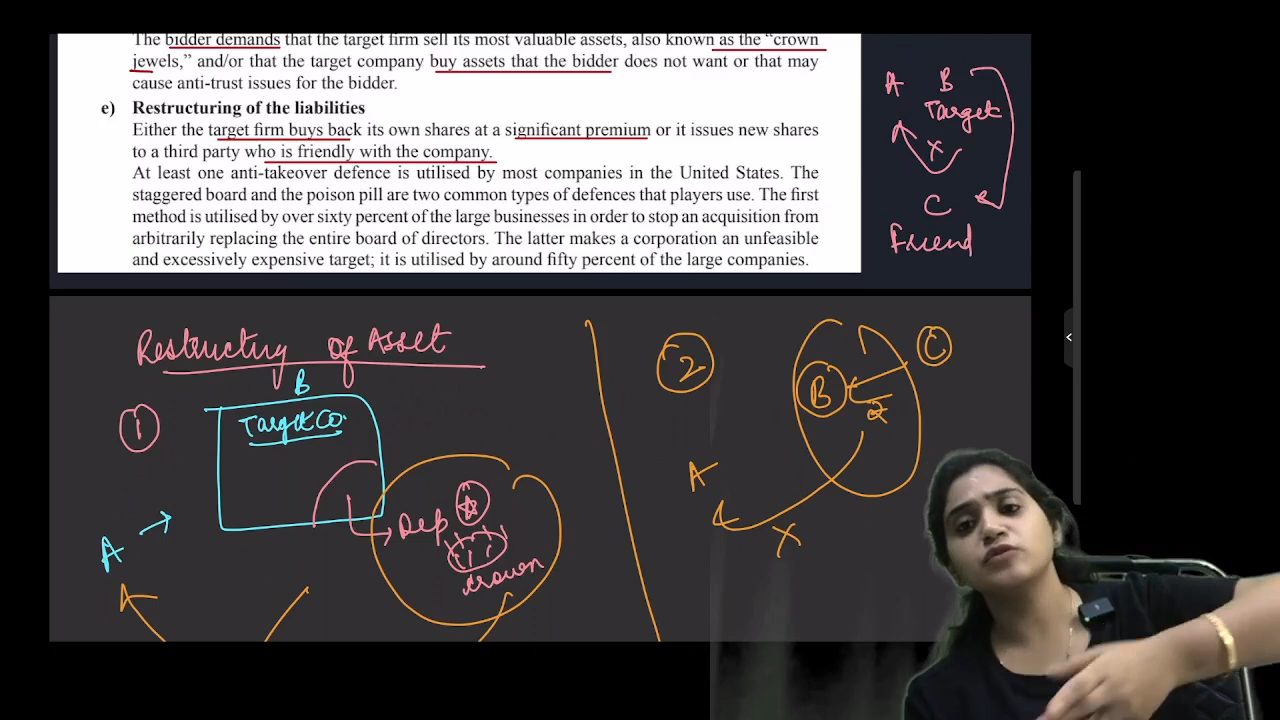 The bidder demands that the target firm sell its most valuable assets, also known as the “crown
jewels,” and/or that the target company buy assets that the bidder does not want or that may
cause anti-trust issues for the bidder.
e) Restructuring of the liabilities
Either the target firm buys back its own shares at a significant premium or it issues new shares
to a third party who is friendly with the company.
At least one anti-takeover defence is utilised by most companies in the United States. The
staggered board and the poison pill are two common types of defences that players use. The first
method is utilised by over sixty percent of the large businesses in order to stop an acquisition from
arbitrarily replacing the entire board of directors. The latter makes a corporation an unfeasible
and excessively expensive target; it is utilised by around fifty percent of the large companies.
A B
Target
X
C
Friend
Restructing of Asset
B
1
Target Co.
A
Dep
crown
2
B
C
A
X
<